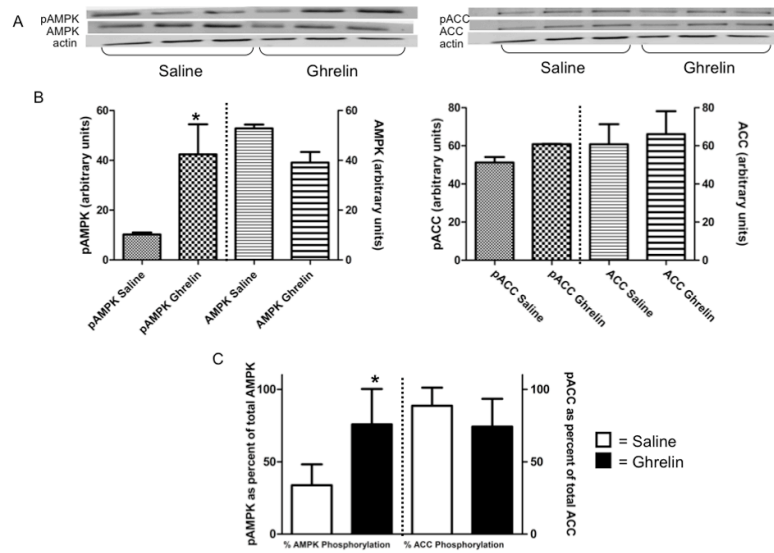 A
pAMPK
AMPK
actin
Saline
Ghrelin
pACC
ACC
actin
Saline
Ghrelin
B
pAMPK (arbitrary units)
60
40
20
0
*
60
40
20
0
AMPK (arbitrary units)
pAMPK Saline
pAMPK Ghrelin
AMPK Saline
AMPK Ghrelin
pACC (arbitrary units)
80
60
40
20
0
80
60
40
20
0
ACC (arbitrary units)
pACC Saline
pACC Ghrelin
ACC Saline
ACC Ghrelin
C
pAMPK as percent of total AMPK
100
50
0
*
100
50
0
pACC as percent of total ACC
% AMPK Phosphorylation
% ACC Phosphorylation
= Saline
= Ghrelin